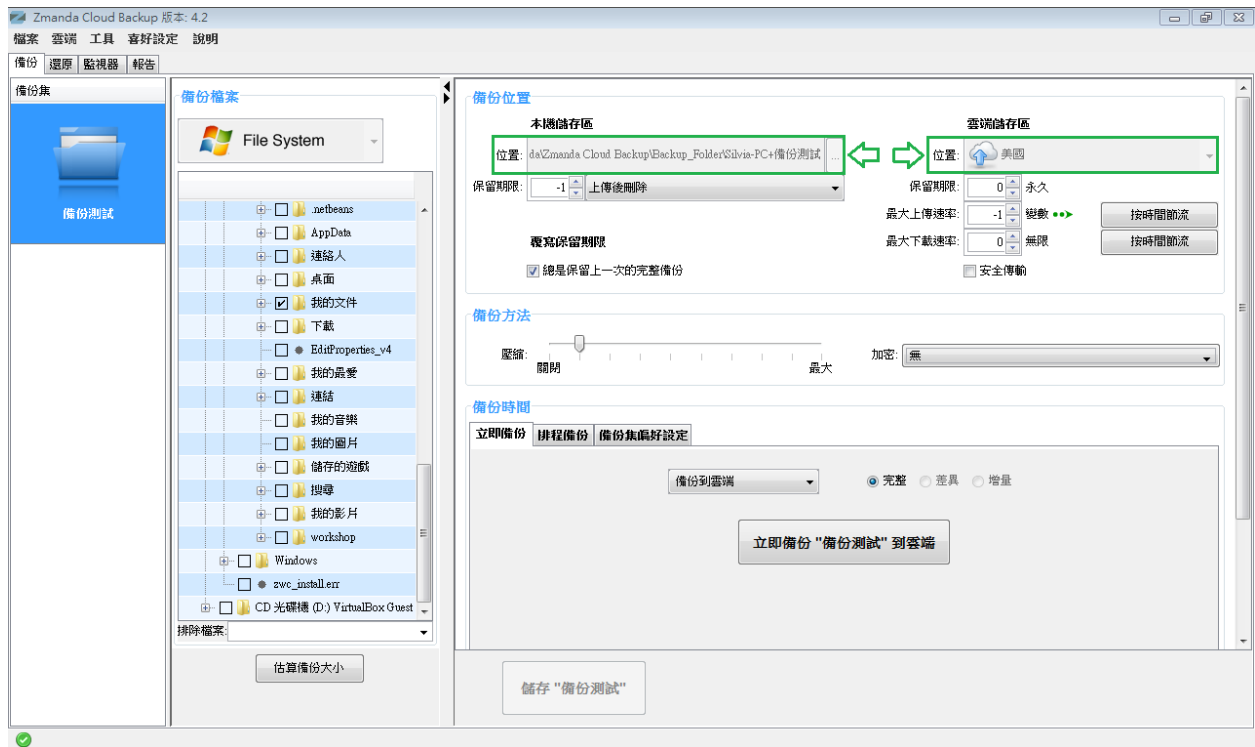 Zmanda Cloud Backup 版本: 4.2
檔案 雲端 工具 喜好設定 說明
備份 還原 監視器 報告
備份集
備份測試
備份檔案
File System
.netbeans
AppData
連絡人
桌面
我的文件
下載
EditProperties_v4
我的最愛
連結
我的音樂
我的圖片
儲存的遊戲
搜尋
我的影片
workshop
Windows
zwc_install.err
CD 光碟機 (D:) VirtualBox Guest
排除檔案:
估算備份大小
備份位置
本機儲存區
位置: da\Zmanda Cloud Backup\Backup_Folder\Silvia-PC+備份測試 ...
保留期限: -1 上傳後刪除
覆寫保留期限
總是保留上一次的完整備份
雲端儲存區
位置: 美國
保留期限: 0 永久
最大上傳速率: -1 變數 按時間節流
最大下載速率: 0 無限 按時間節流
安全傳輸
備份方法
壓縮: 關閉 最大
加密: 無
備份時間
立即備份 排程備份 備份集偏好設定
備份到雲端 完整 差異 增量
立即備份 "備份測試" 到雲端
儲存 "備份測試"